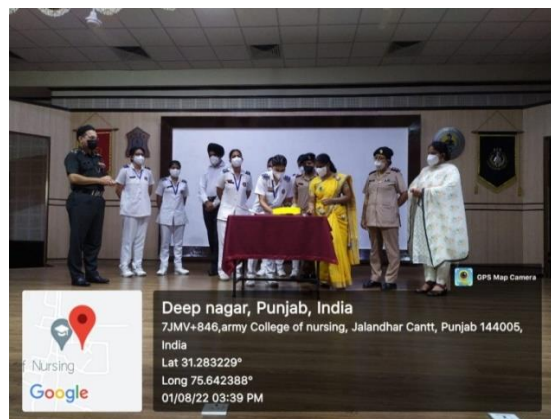 GPS Map Camera
Deep nagar, Punjab, India
7JMV+846,army College of nursing, Jalandhar Cantt, Punjab 144005,
India
Lat 31.283229°
Long 75.642388°
01/08/22 03:39 PM
f Nursing
Google